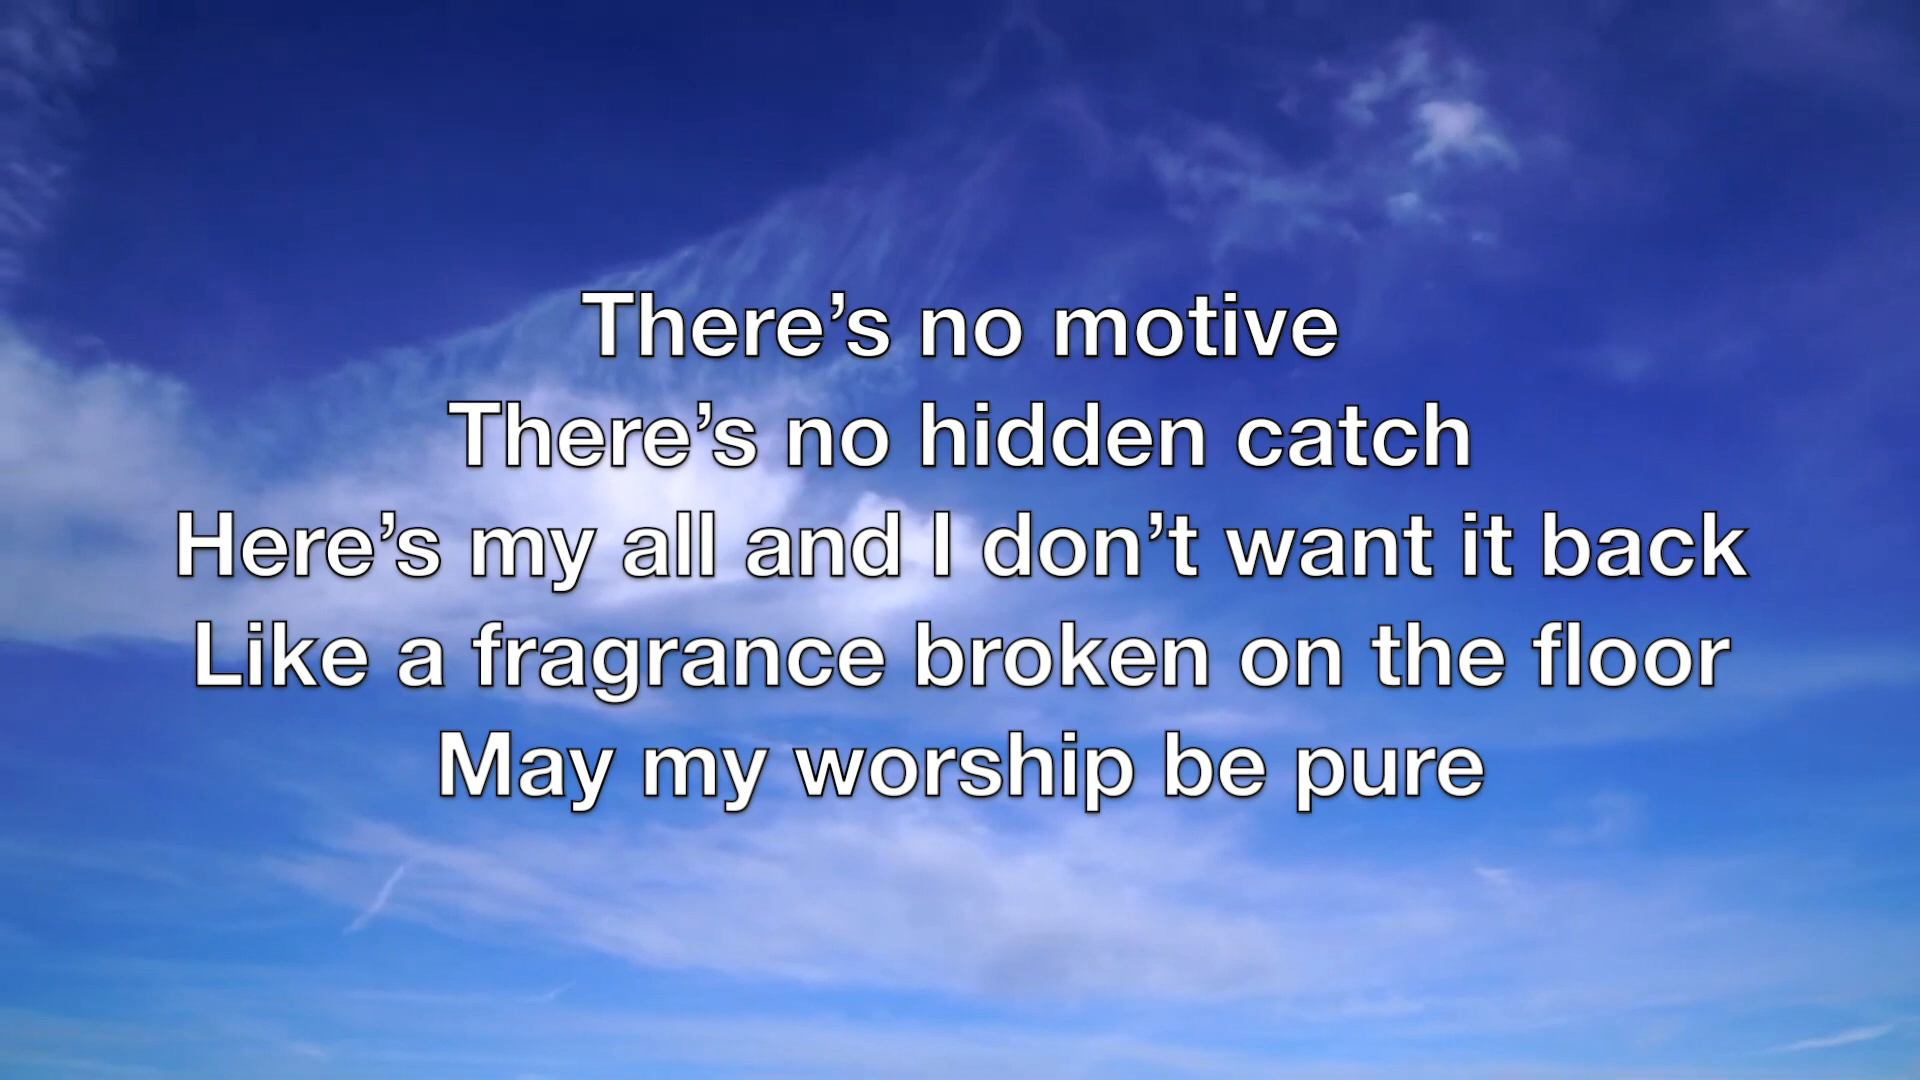 There’s no motive
There’s no hidden catch
Here’s my all and I don’t want it back
Like a fragrance broken on the floor
May my worship be pure